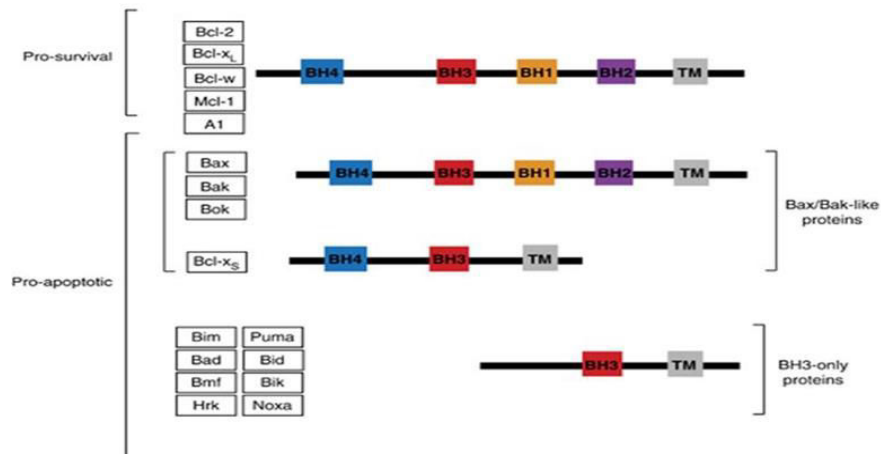 Pro-survival
Bcl-2
Bcl-xL
Bcl-w
Mcl-1
A1
BH4 BH3 BH1 BH2 TM
Pro-apoptotic
Bax
Bak
Bok
BH4 BH3 BH1 BH2 TM
Bcl-xS
BH4 BH3 TM
Bax/Bak-like
proteins
Bim Puma
Bad Bid
Bmf Bik
Hrk Noxa
BH3 TM
BH3-only
proteins